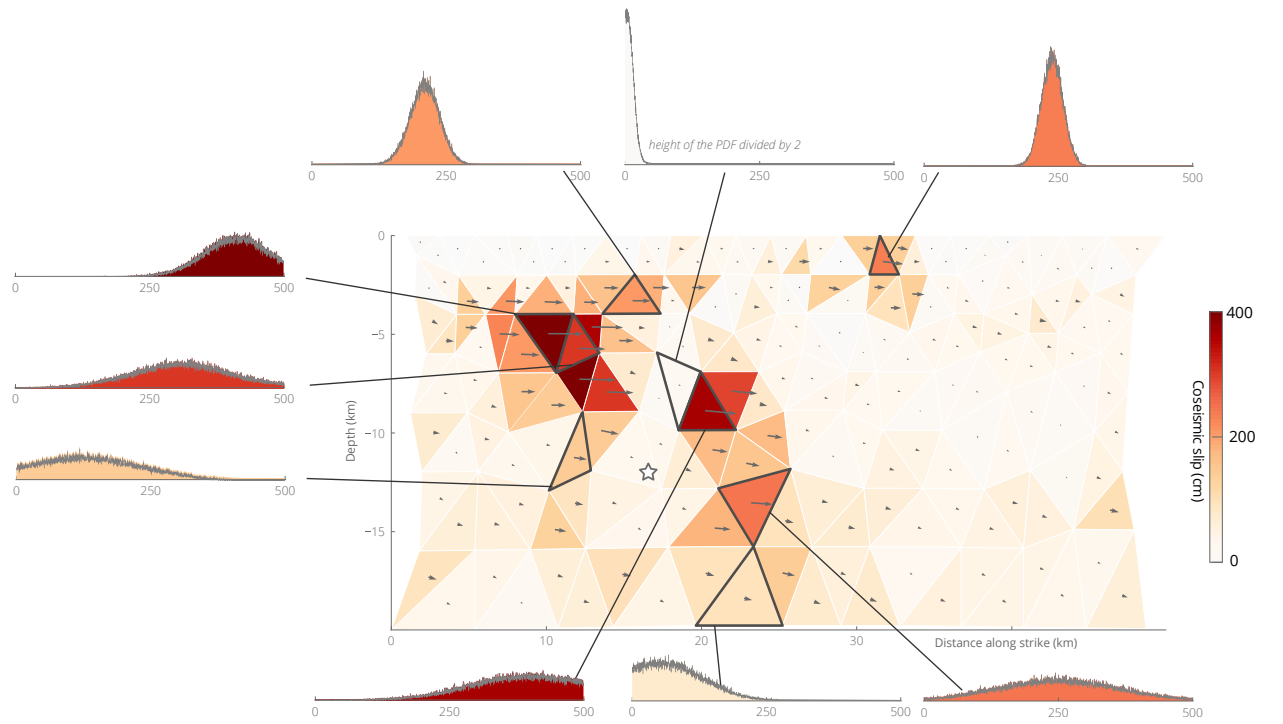 height of the PDF divided by 2
0 250 500
0 250 500
0 250 500
0 250 500
0 250 500
0 250 500
0
−5
−10
−15
Depth (km)
0 10 20 30
Distance along strike (km)
400
200
0
Coseismic slip (cm)
0 250 500
0 250 500
0 250 500